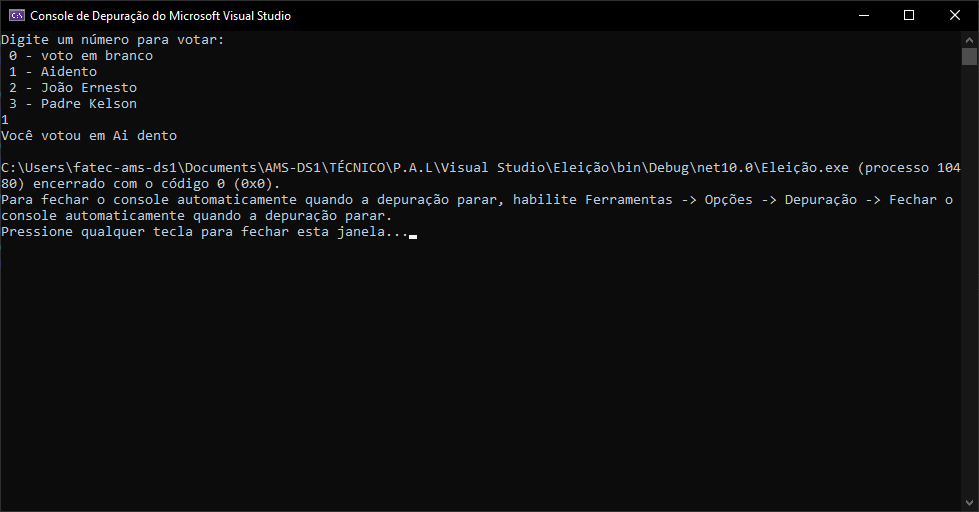 Console de Depuração do Microsoft Visual Studio
Digite um número para votar:
 0 - voto em branco
 1 - Aidento
 2 - João Ernesto
 3 - Padre Kelson
1
Você votou em Ai dento
C:\Users\fatec-ams-ds1\Documents\AMS-DS1\TÉCNICO\P.A.L\Visual Studio\Eleição\bin\Debug\net10.0\Eleição.exe (processo 104
80) encerrado com o código 0 (0x0).
Para fechar o console automaticamente quando a depuração parar, habilite Ferramentas -> Opções -> Depuração -> Fechar o
console automaticamente quando a depuração parar.
Pressione qualquer tecla para fechar esta janela...